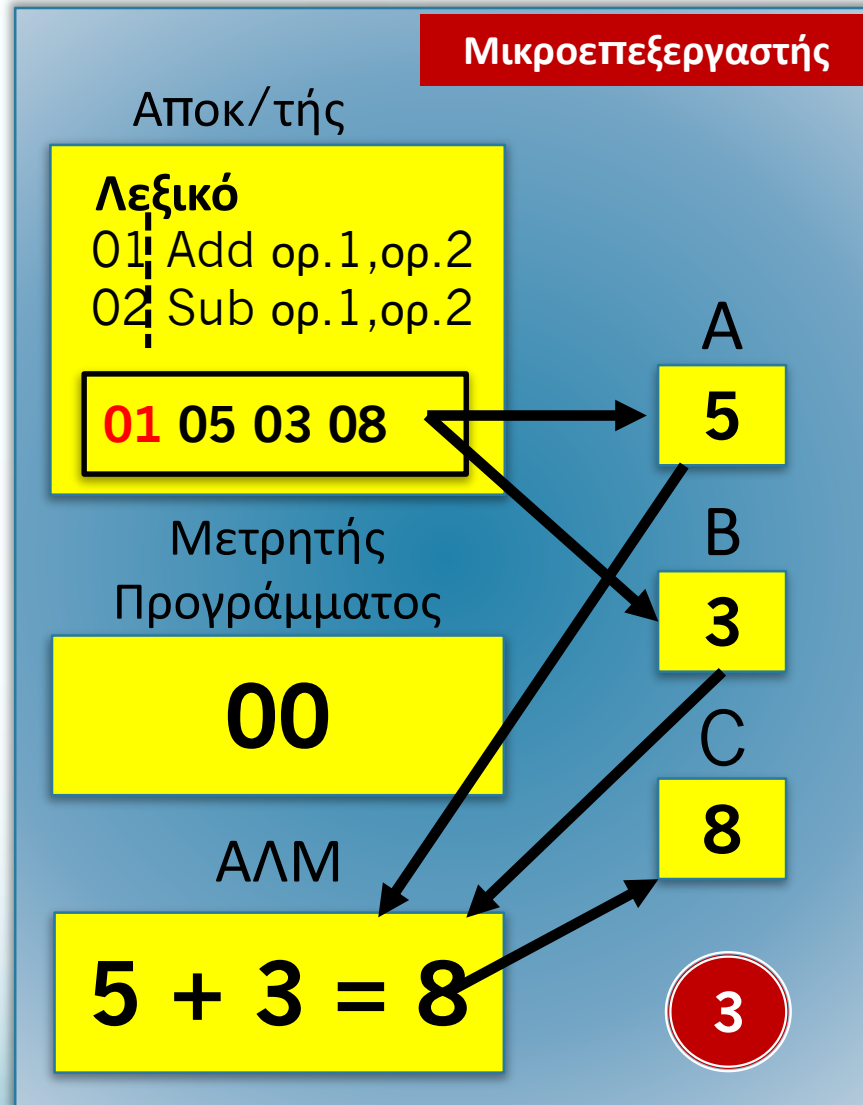 Μικροεπεξεργαστής
Αποκ/τής
Λεξικό
01 Add ορ.1,ορ.2
02 Sub ορ.1,ορ.2
01 05 03 08
Μετρητής
Προγράμματος
00
ΑΛΜ
5 + 3 = 8
A
5
B
3
C
8
3